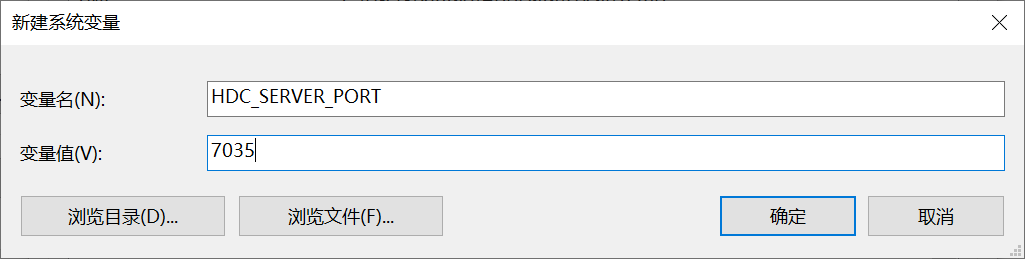 新建系统变量
变量名(N):
HDC_SERVER_PORT
变量值(V):
7035
浏览目录(D)...
浏览文件(F)...
确定
取消